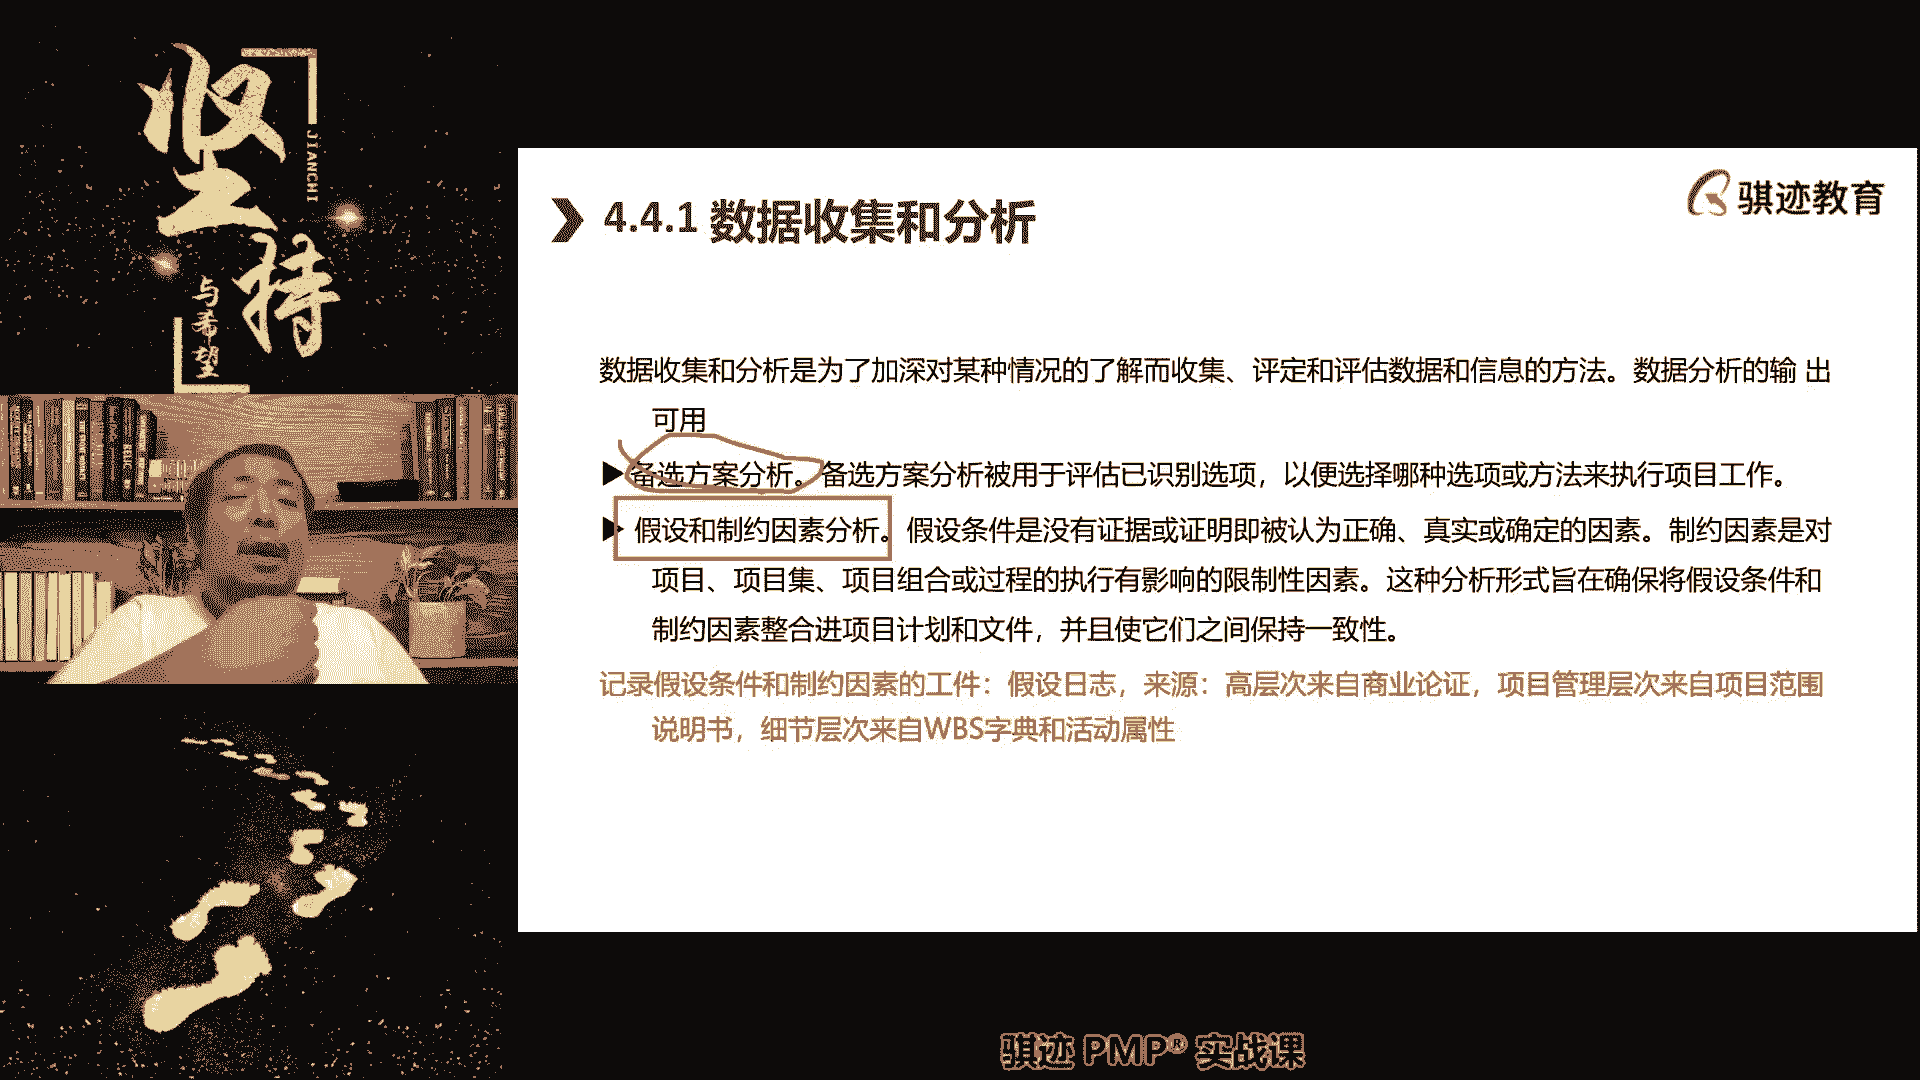 坚持
JIANCHI
与希望
骐迹教育
4.4.1 数据收集和分析
数据收集和分析是为了加深对某种情况的了解而收集、评定和评估数据和信息的方法。数据分析的输 出
可用
备选方案分析。备选方案分析被用于评估已识别选项，以便选择哪种选项或方法来执行项目工作。
假设和制约因素分析。假设条件是没有证据或证明即被认为正确、真实或确定的因素。制约因素是对
项目、项目集、项目组合或过程的执行有影响的限制性因素。这种分析形式旨在确保将假设条件和
制约因素整合进项目计划和文件，并且使它们之间保持一致性。
记录假设条件和制约因素的工件：假设日志，来源：高层次来自商业论证，项目管理层次来自项目范围
说明书，细节层次来自WBS字典和活动属性
骐迹 PMP® 实战课